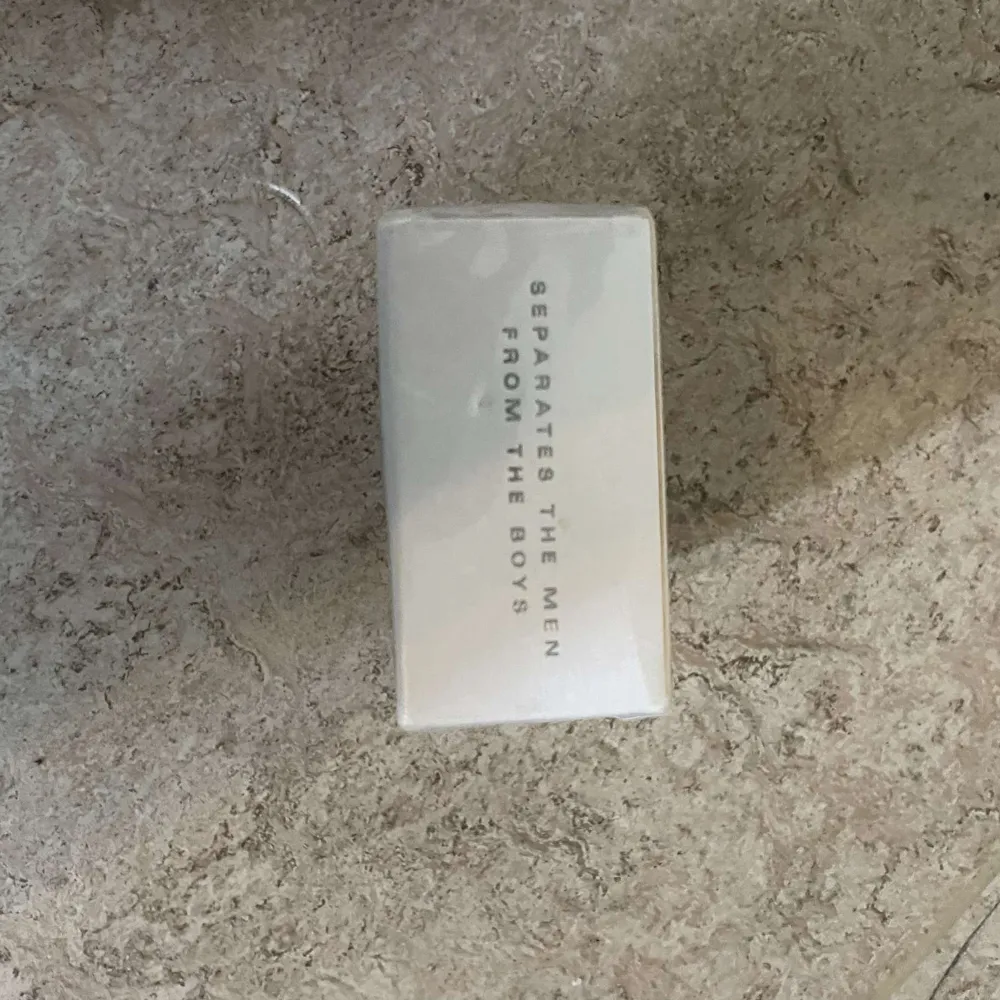 SEPARATES THE MEN
FROM THE BOYS